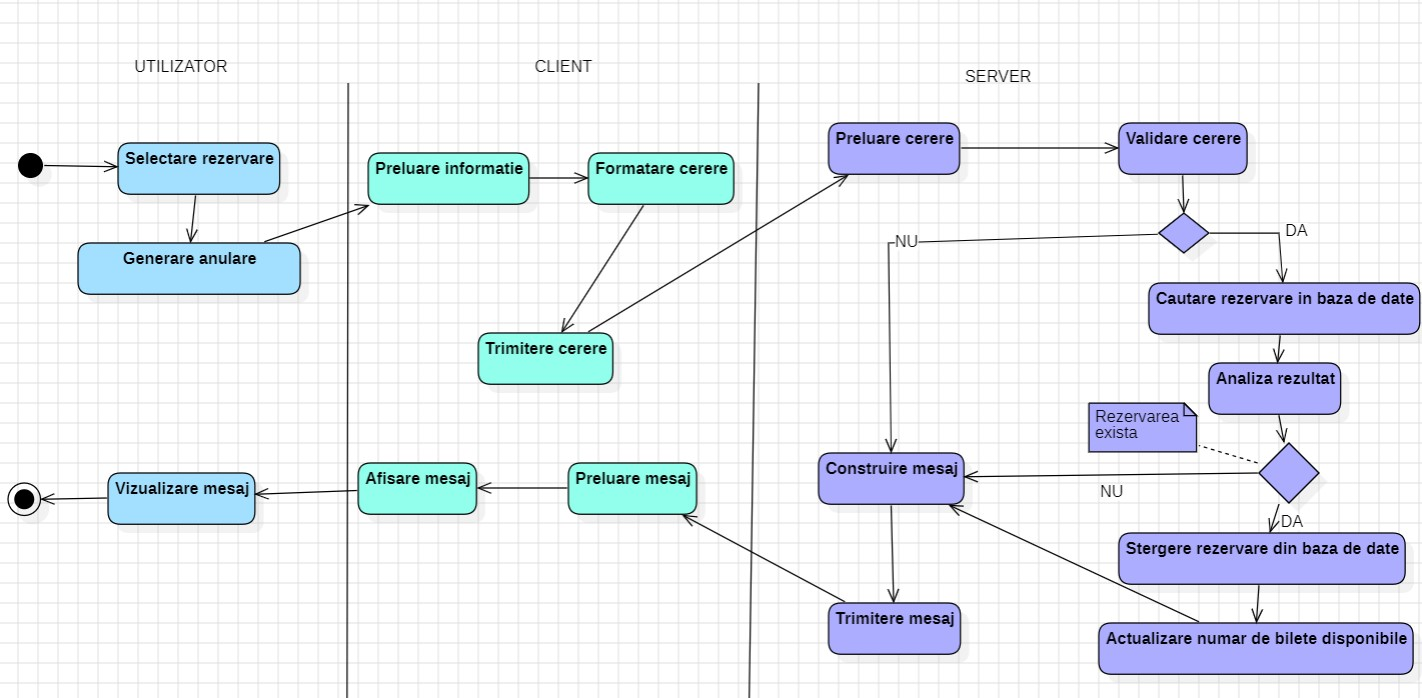 UTILIZATOR
CLIENT
SERVER
Selectare rezervare
Generare anulare
Preluare informatie
Formatare cerere
Trimitere cerere
Preluare cerere
Validare cerere
NU
DA
Cautare rezervare in baza de date
Analiza rezultat
Rezervarea
exista
NU
DA
Stergere rezervare din baza de date
Actualizare numar de bilete disponibile
Construire mesaj
Trimitere mesaj
Preluare mesaj
Afisare mesaj
Vizualizare mesaj